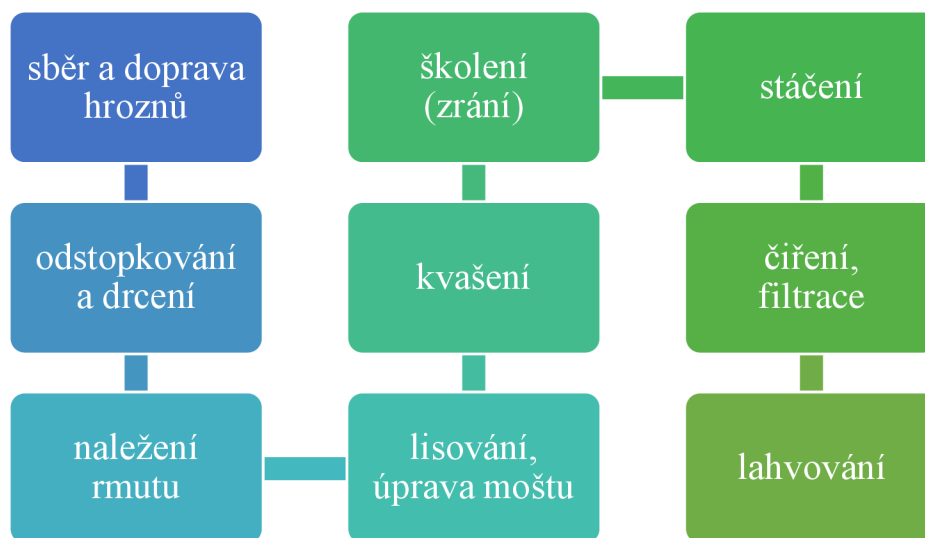 sběr a doprava
hroznů
odstopkování
a drcení
naležení
rmutu
lisování,
úprava moštu
kvašení
školení
(zrání)
stáčení
čiření,
filtrace
lahvování